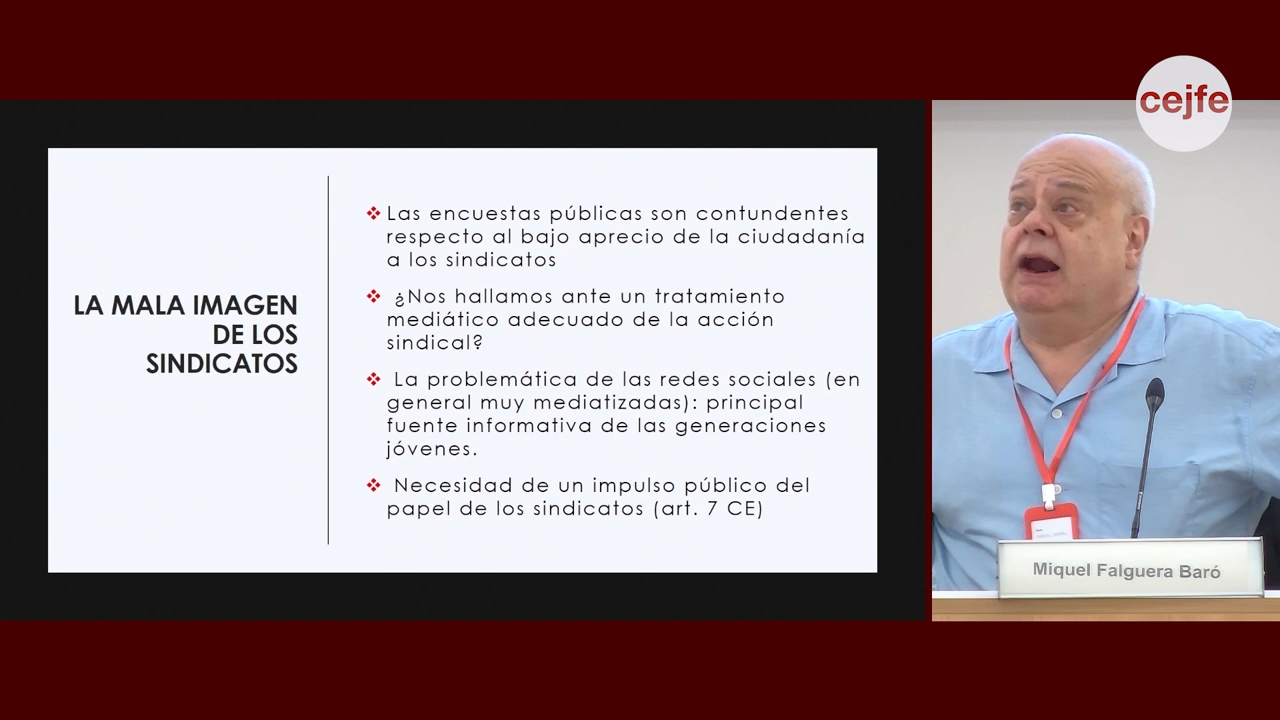 cejfe
LA MALA IMAGEN
DE LOS
SINDICATOS
❖ Las encuestas públicas son contundentes
respecto al bajo aprecio de la ciudadanía
a los sindicatos
❖ ¿Nos hallamos ante un tratamiento
mediático adecuado de la acción
sindical?
❖ La problemática de las redes sociales (en
general muy mediatizadas): principal
fuente informativa de las generaciones
jóvenes.
❖ Necesidad de un impulso público del
papel de los sindicatos (art. 7 CE)
Miquel Falguera Baró